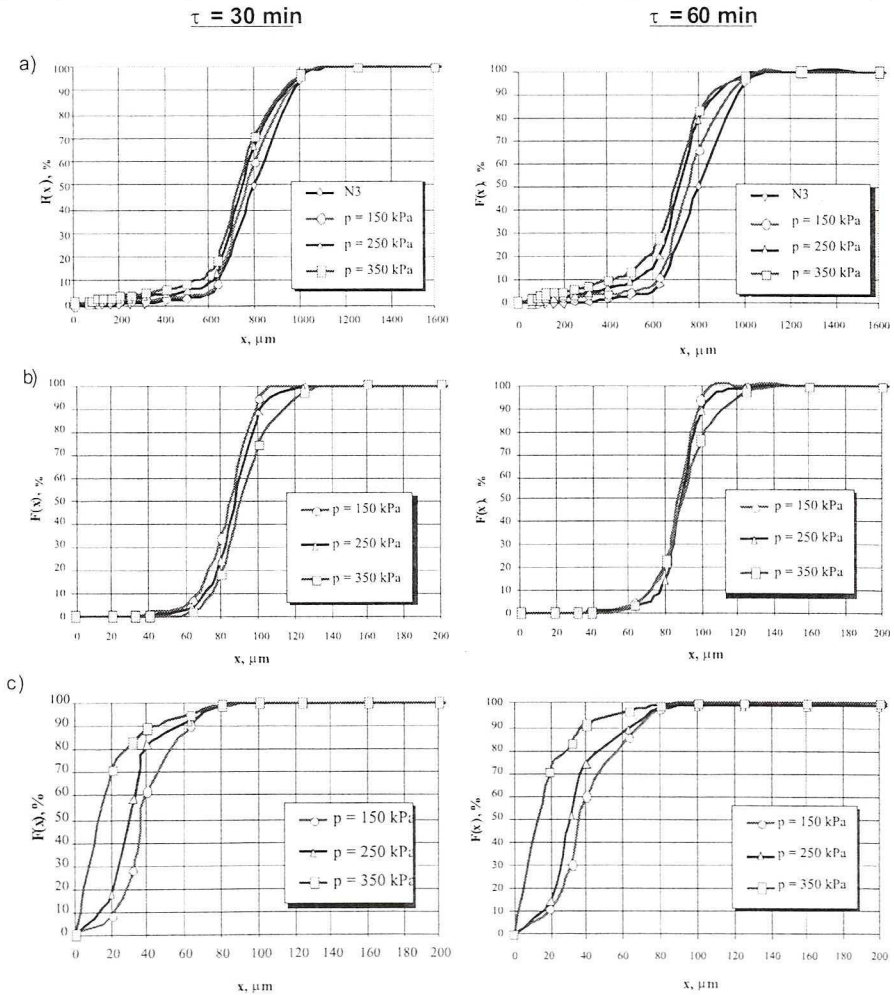 τ = 30 min
τ = 60 min
a)
100
90
80
70
60
50
40
30
20
10
0
F(x), %
N3
p = 150 kPa
p = 250 kPa
p = 350 kPa
0 200 400 600 800 1000 1200 1400 1600
x, μm
100
90
80
70
60
50
40
30
20
10
0
F(x), %
N3
p = 150 kPa
p = 250 kPa
p = 350 kPa
0 200 400 600 800 1000 1200 1400 1600
x, μm
b)
100
90
80
70
60
50
40
30
20
10
0
F(x), %
p = 150 kPa
p = 250 kPa
p = 350 kPa
0 20 40 60 80 100 120 140 160 180 200
x, μm
100
90
80
70
60
50
40
30
20
10
0
F(x), %
p = 150 kPa
p = 250 kPa
p = 350 kPa
0 20 40 60 80 100 120 140 160 180 200
x, μm
c)
100
90
80
70
60
50
40
30
20
10
0
F(x), %
p = 150 kPa
p = 250 kPa
p = 350 kPa
0 20 40 60 80 100 120 140 160 180 200
x, μm
100
90
80
70
60
50
40
30
20
10
0
F(x), %
p = 150 kPa
p = 250 kPa
p = 350 kPa
0 20 40 60 80 100 120 140 160 180 200
x, μm